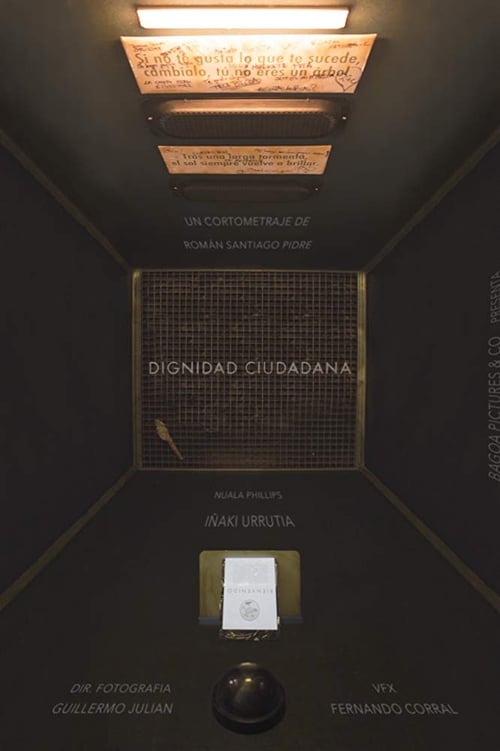 Si no te gusta lo que te sucede,
cámbialo, tú no eres un árbol.
Tras una larga tormenta,
el sol siempre vuelve a brillar.
UN CORTOMETRAJE DE
ROMÁN SANTIAGO PIDRE
BAGOA PICTURES & CO. PRESENTA
DIGNIDAD CIUDADANA
NUALA PHILLIPS
IÑAKI URRUTIA
BIENVENIDO
DIR. FOTOGRAFIA
GUILLERMO JULIAN
VFX
FERNANDO CORRAL